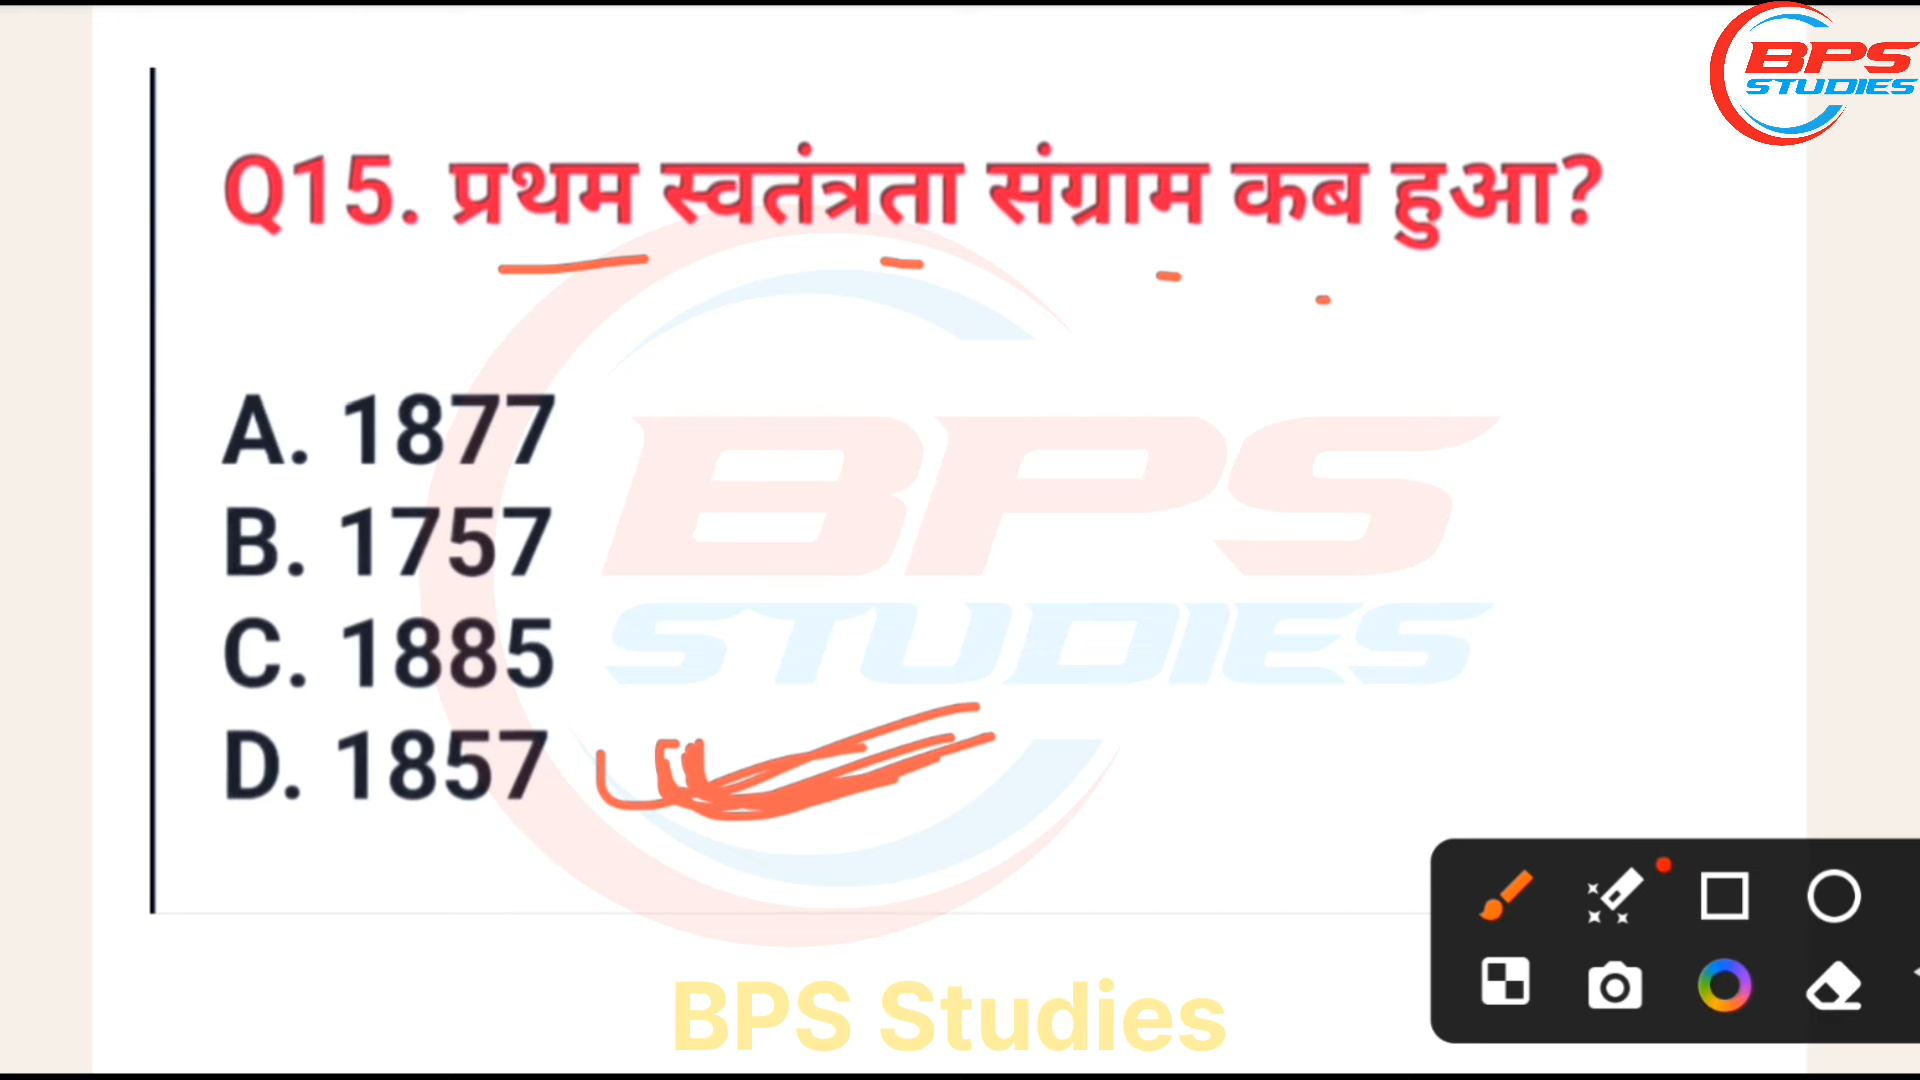 BPS
STUDIES
Q15. प्रथम स्वतंत्रता संग्राम कब हुआ?
A. 1877
B. 1757
C. 1885
D. 1857
BPS
STUDIES
BPS Studies